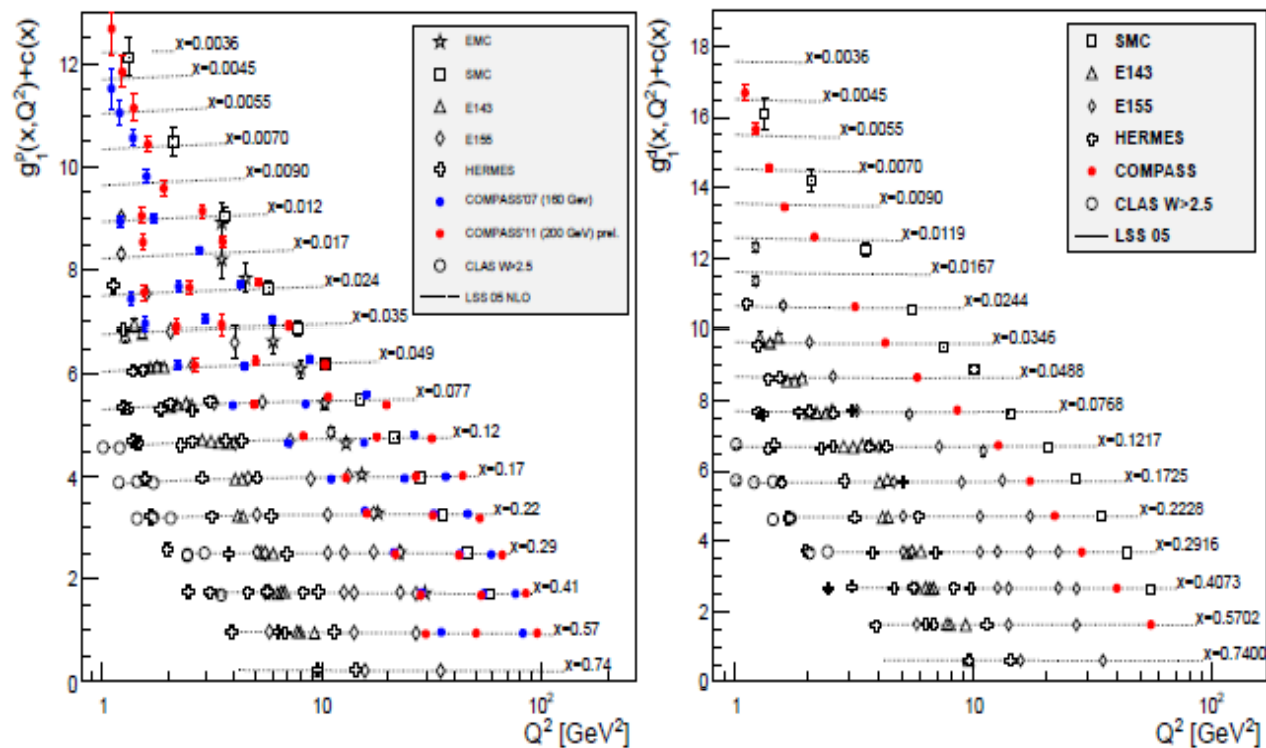 g₁ᵖ(x,Q²)+c(x)
12
10
8
6
4
2
0
x=0.0036
x=0.0045
x=0.0055
x=0.0070
x=0.0090
x=0.012
x=0.017
x=0.024
x=0.035
x=0.049
x=0.077
x=0.12
x=0.17
x=0.22
x=0.29
x=0.41
x=0.57
x=0.74
EMC
SMC
E143
E155
HERMES
COMPASS'07 (160 GeV)
COMPASS'11 (200 GeV) prel.
CLAS W>2.5
LSS 05 NLO
1
10
10²
Q² [GeV²]
g₁ᵈ(x,Q²)+c(x)
18
16
14
12
10
8
6
4
2
0
x=0.0036
x=0.0045
x=0.0055
x=0.0070
x=0.0090
x=0.0119
x=0.0167
x=0.0244
x=0.0346
x=0.0488
x=0.0768
x=0.1217
x=0.1725
x=0.2228
x=0.2916
x=0.4073
x=0.5702
x=0.7400
SMC
E143
E155
HERMES
COMPASS
CLAS W>2.5
LSS 05
1
10
10²
Q² [GeV²]